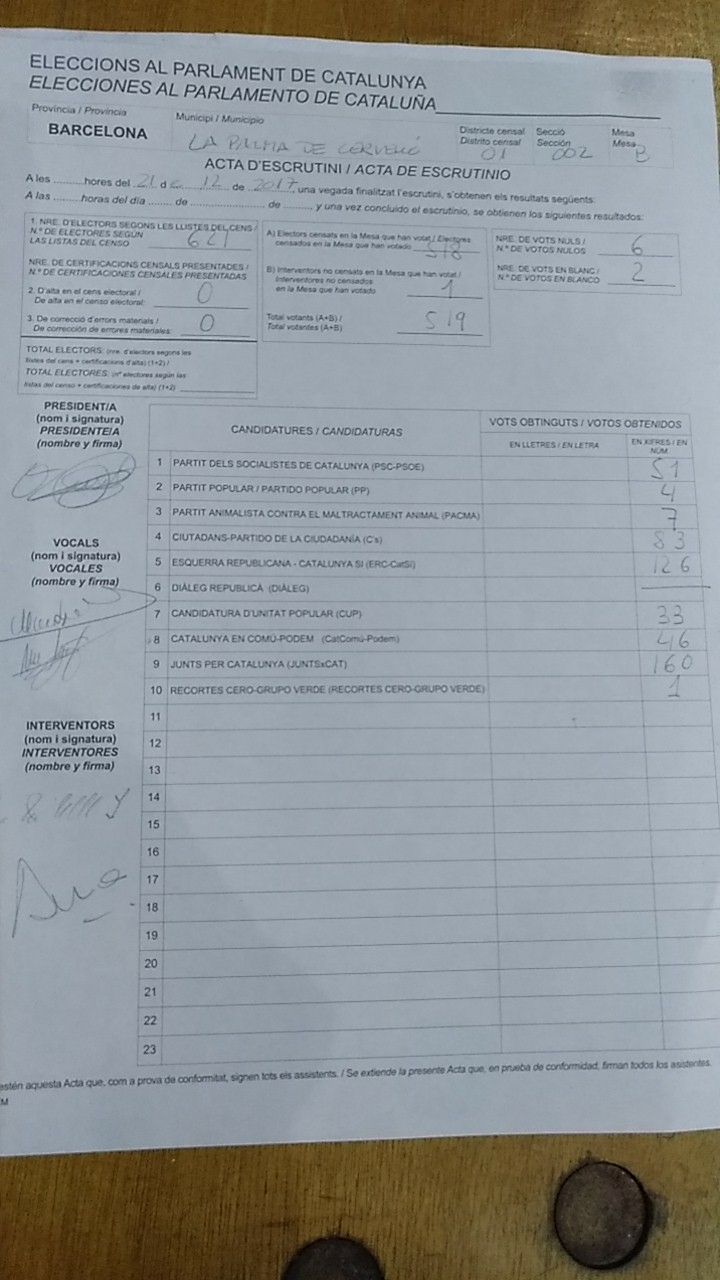 ELECCIONS AL PARLAMENT DE CATALUNYA
ELECCIONES AL PARLAMENTO DE CATALUÑA
Província / Provincia
BARCELONA
Municipi / Municipio
LA PALMA DE CERVELLÓ
Districte censal
Distrito censal
01
Secció
Sección
002
Mesa
Mesa
B
ACTA D'ESCRUTINI / ACTA DE ESCRUTINIO
A les ..........hores del 21 d e 12 de 2017, una vegada finalitzat l'escrutini, s'obtenen els resultats següents:
A las ..........horas del día ........ de .................... de ........, y una vez concluido el escrutinio, se obtienen los siguientes resultados:
1. NRE. D'ELECTORS SEGONS LES LLISTES DEL CENS /
N.º DE ELECTORES SEGÚN
LAS LISTAS DEL CENSO 621
NRE. DE CERTIFICACIONS CENSALS PRESENTADES /
N.º DE CERTIFICACIONES CENSALES PRESENTADAS
2. D'alta en el cens electoral /
De alta en el censo electoral: 0
3. De correcció d'errors materials /
De corrección de errores materiales: 0
TOTAL ELECTORS: (nre. d'electors segons les
llistes del cens + certificacions d'alta) (1+2) /
TOTAL ELECTORES: (nº electores según las
listas del censo + certificaciones de alta) (1+2)
A) Electors censats en la Mesa que han votat / Electores
censados en la Mesa que han votado 518
B) Interventors no censats en la Mesa que han votat /
Interventores no censados
en la Mesa que han votado 1
Total votants (A+B) /
Total votantes (A+B) 519
NRE. DE VOTS NULS /
N.º DE VOTOS NULOS 6
NRE. DE VOTS EN BLANC /
N.º DE VOTOS EN BLANCO 2
PRESIDENT/A
(nom i signatura)
PRESIDENTE/A
(nombre y firma)
VOCALS
(nom i signatura)
VOCALES
(nombre y firma)
INTERVENTORS
(nom i signatura)
INTERVENTORES
(nombre y firma)
CANDIDATURES / CANDIDATURAS
VOTS OBTINGUTS / VOTOS OBTENIDOS
EN LLETRES / EN LETRA
EN XIFRES / EN
NÚM.
1 PARTIT DELS SOCIALISTES DE CATALUNYA (PSC-PSOE) 51
2 PARTIT POPULAR / PARTIDO POPULAR (PP) 4
3 PARTIT ANIMALISTA CONTRA EL MALTRACTAMENT ANIMAL (PACMA) 7
4 CIUTADANS-PARTIDO DE LA CIUDADANÍA (C's) 83
5 ESQUERRA REPUBLICANA - CATALUNYA SÍ (ERC-CatSí) 126
6 DIÀLEG REPUBLICÀ (DIÀLEG)
7 CANDIDATURA D'UNITAT POPULAR (CUP) 33
8 CATALUNYA EN COMÚ-PODEM (CatComú-Podem) 46
9 JUNTS PER CATALUNYA (JUNTSxCAT) 160
10 RECORTES CERO-GRUPO VERDE (RECORTES CERO-GRUPO VERDE) 1
11
12
13
14
15
16
17
18
19
20
21
22
23
estén aquesta Acta que, com a prova de conformitat, signen tots els assistents. / Se extiende la presente Acta que, en prueba de conformidad, firman todos los asistentes.
M